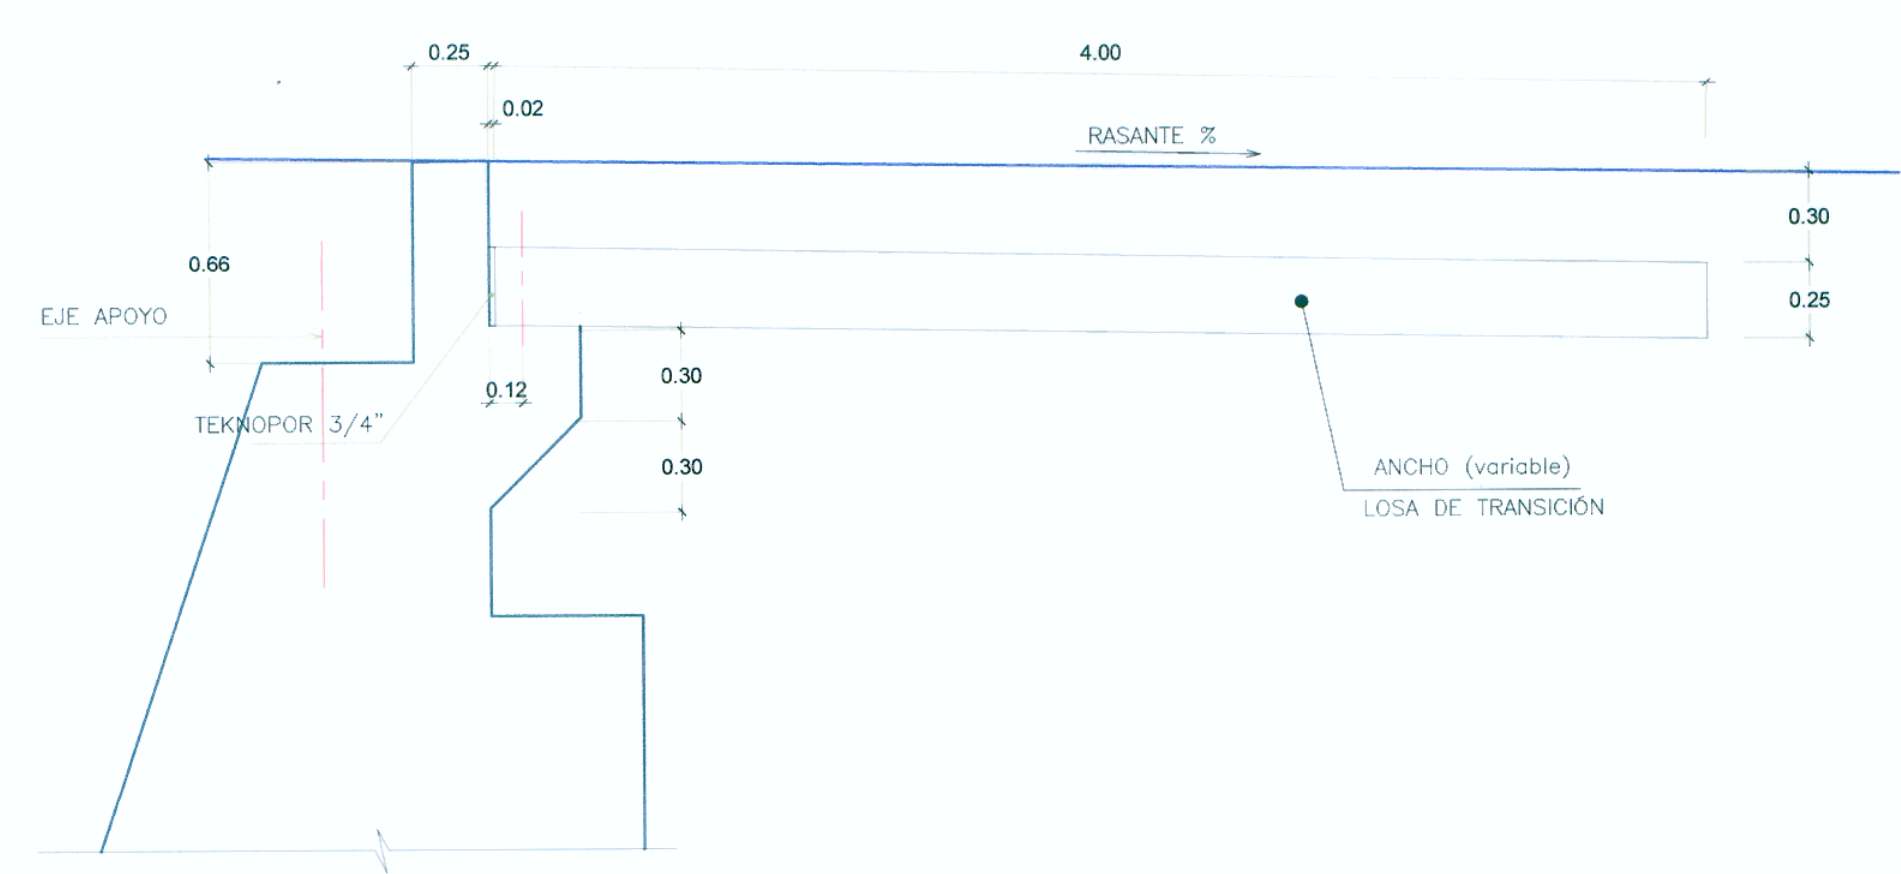 0.25
4.00
0.02
RASANTE %
0.30
0.66
0.25
EJE APOYO
0.30
0.12
TEKNOPOR 3/4"
0.30
ANCHO (variable)
LOSA DE TRANSICIÓN